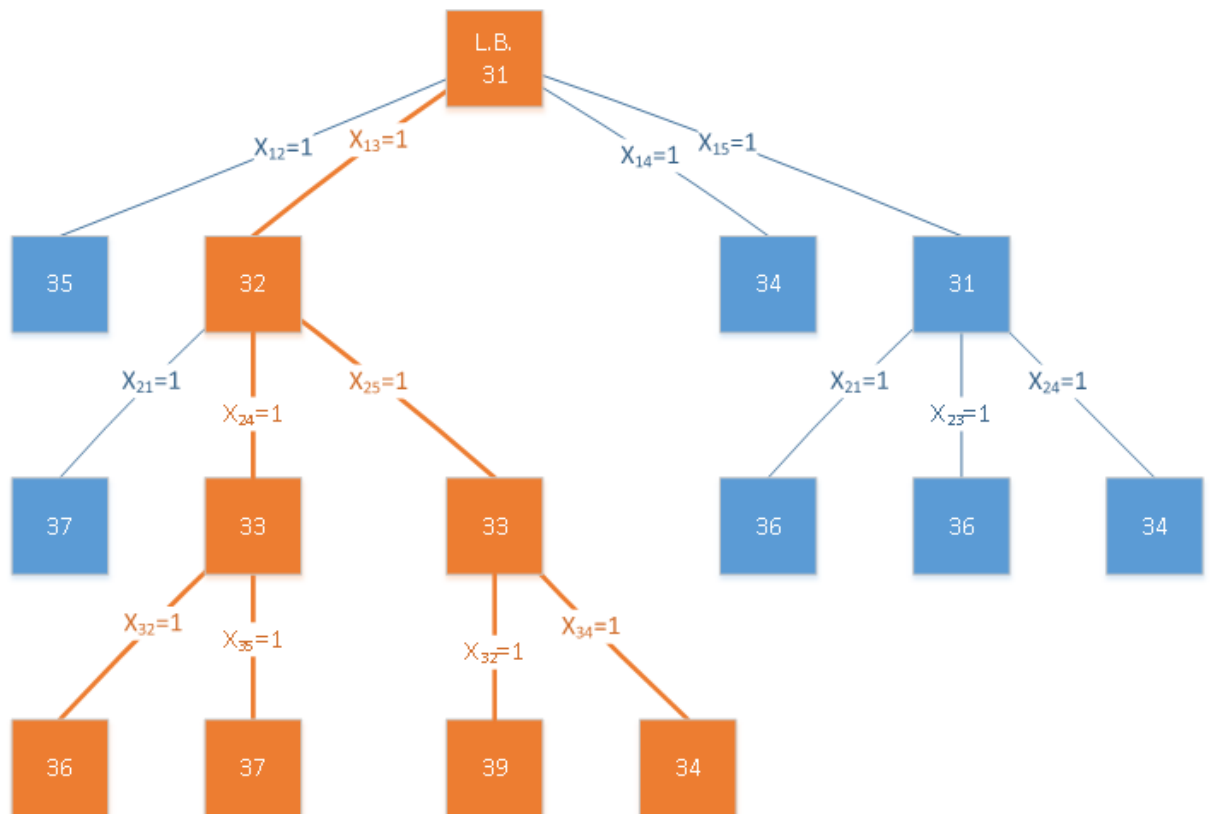 L.B.
31
X₁₂=1
X₁₃=1
X₁₄=1
X₁₅=1
35
32
34
31
X₂₁=1
X₂₄=1
X₂₅=1
X₂₁=1
X₂₃=1
X₂₄=1
37
33
33
36
36
34
X₃₂=1
X₃₅=1
X₃₂=1
X₃₄=1
36
37
39
34